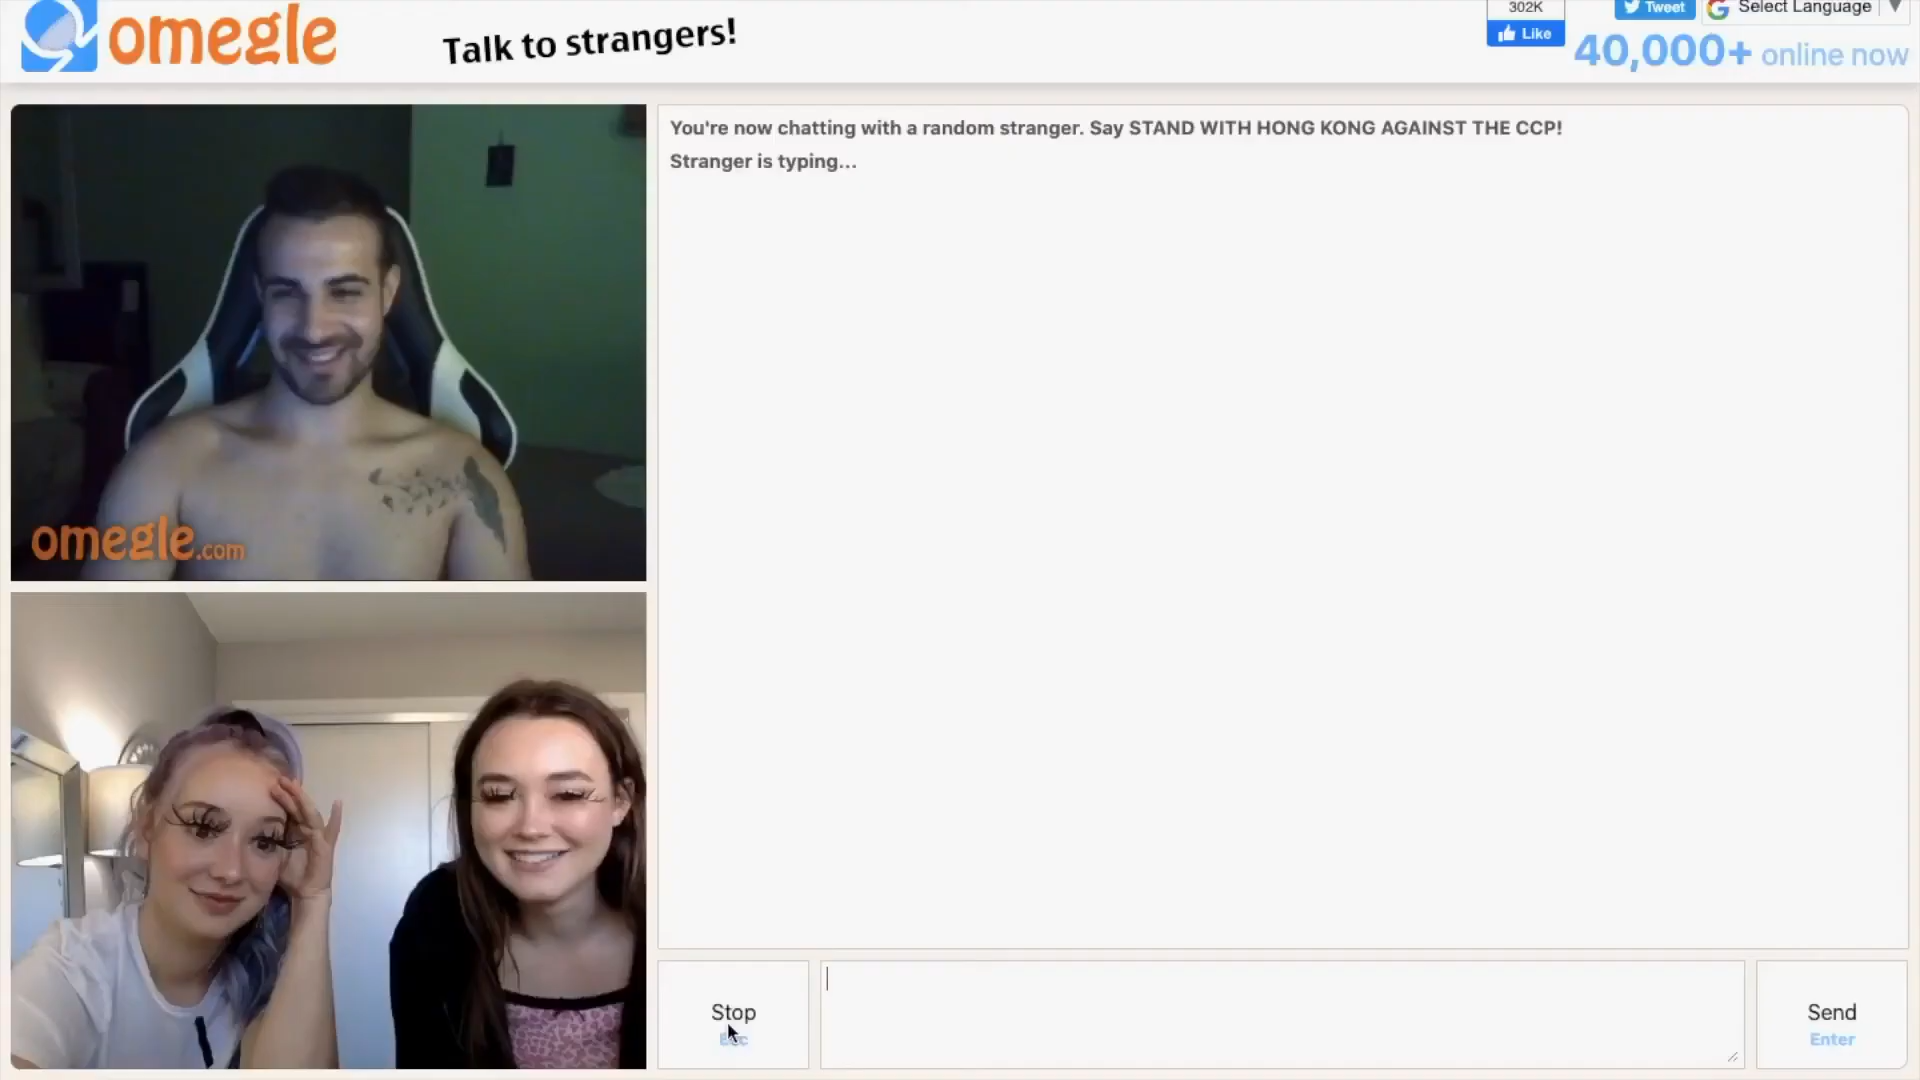 omegle
Talk to strangers!
302K
Like
Tweet
Select Language
40,000+ online now
You're now chatting with a random stranger. Say STAND WITH HONG KONG AGAINST THE CCP!
Stranger is typing...
omegle.com
Stop
Esc
Send
Enter